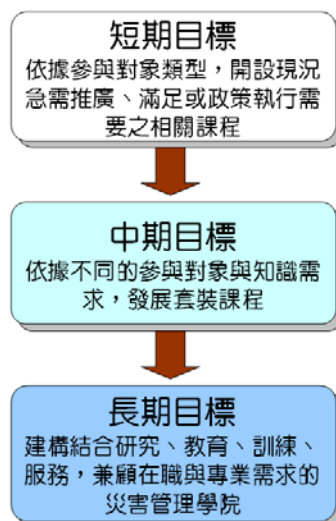 短期目標
依據參與對象類型，開設現況
急需推廣、滿足或政策執行需
要之相關課程
中期目標
依據不同的參與對象與知識需
求，發展套裝課程
長期目標
建構結合研究、教育、訓練、
服務，兼顧在職與專業需求的
災害管理學院